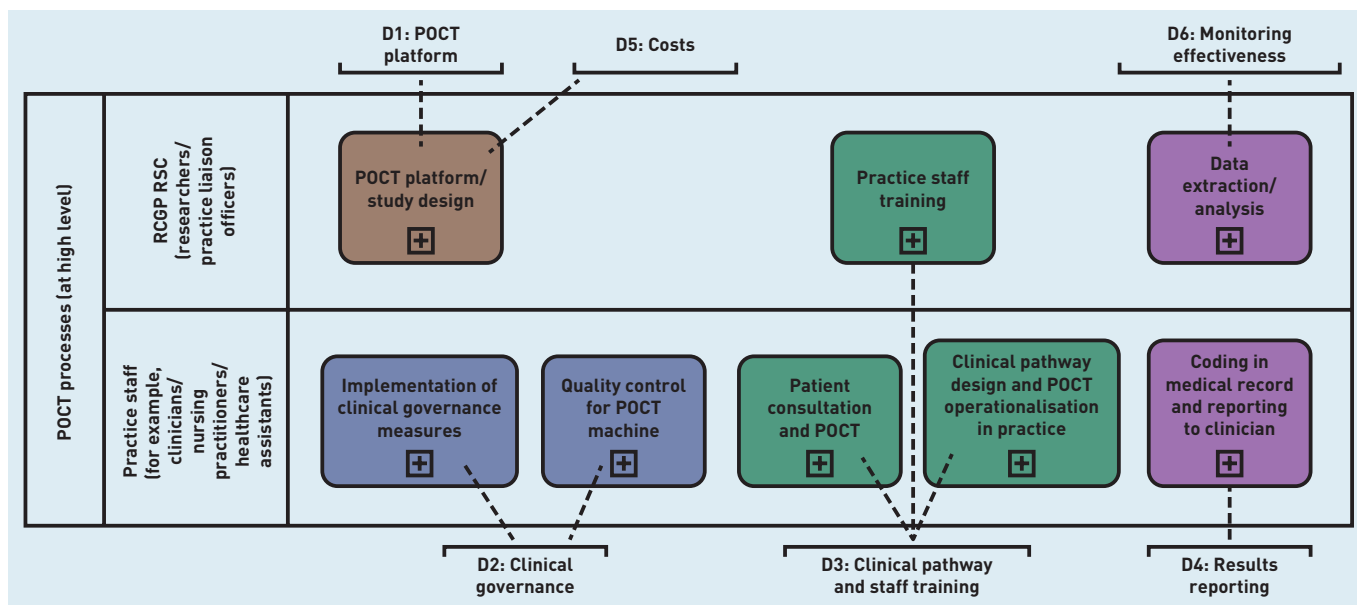 D1: POCT
platform
D5: Costs
D6: Monitoring
effectiveness
POCT processes (at high level)
RCGP RSC
(researchers/
practice liaison
officers)
POCT platform/
study design
Practice staff
training
Data
extraction/
analysis
Practice staff
(for example,
clinicians/
nursing
practitioners/
healthcare
assistants)
Implementation of
clinical governance
measures
Quality control
for POCT
machine
Patient
consultation
and POCT
Clinical pathway
design and POCT
operationalisation
in practice
Coding in
medical record
and reporting
to clinician
D2: Clinical
governance
D3: Clinical pathway
and staff training
D4: Results
reporting